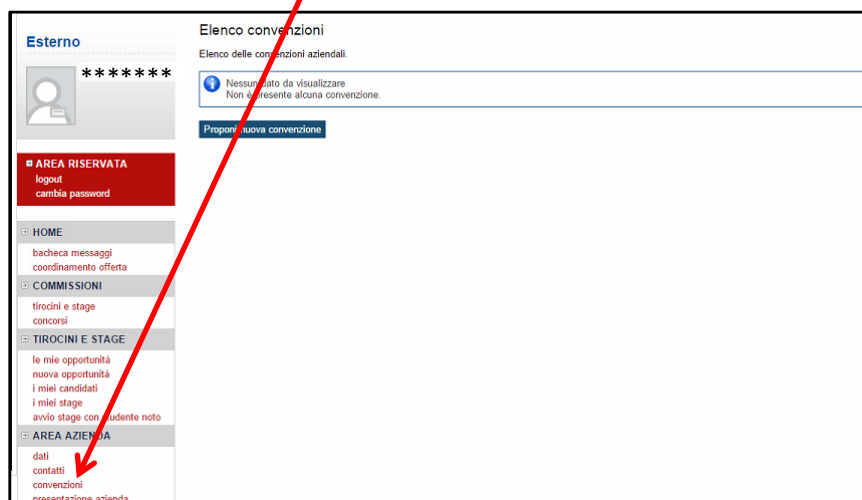 Esterno
*******
AREA RISERVATA
logout
cambia password
HOME
bacheca messaggi
coordinamento offerta
COMMISSIONI
tirocini e stage
concorsi
TIROCINI E STAGE
le mie opportunità
nuova opportunità
i miei candidati
i miei stage
avvio stage con studente noto
AREA AZIENDA
dati
contatti
convenzioni
presentazione azienda
Elenco convenzioni
Elenco delle convenzioni aziendali.
Nessun dato da visualizzare
Non è presente alcuna convenzione.
Proponi nuova convenzione